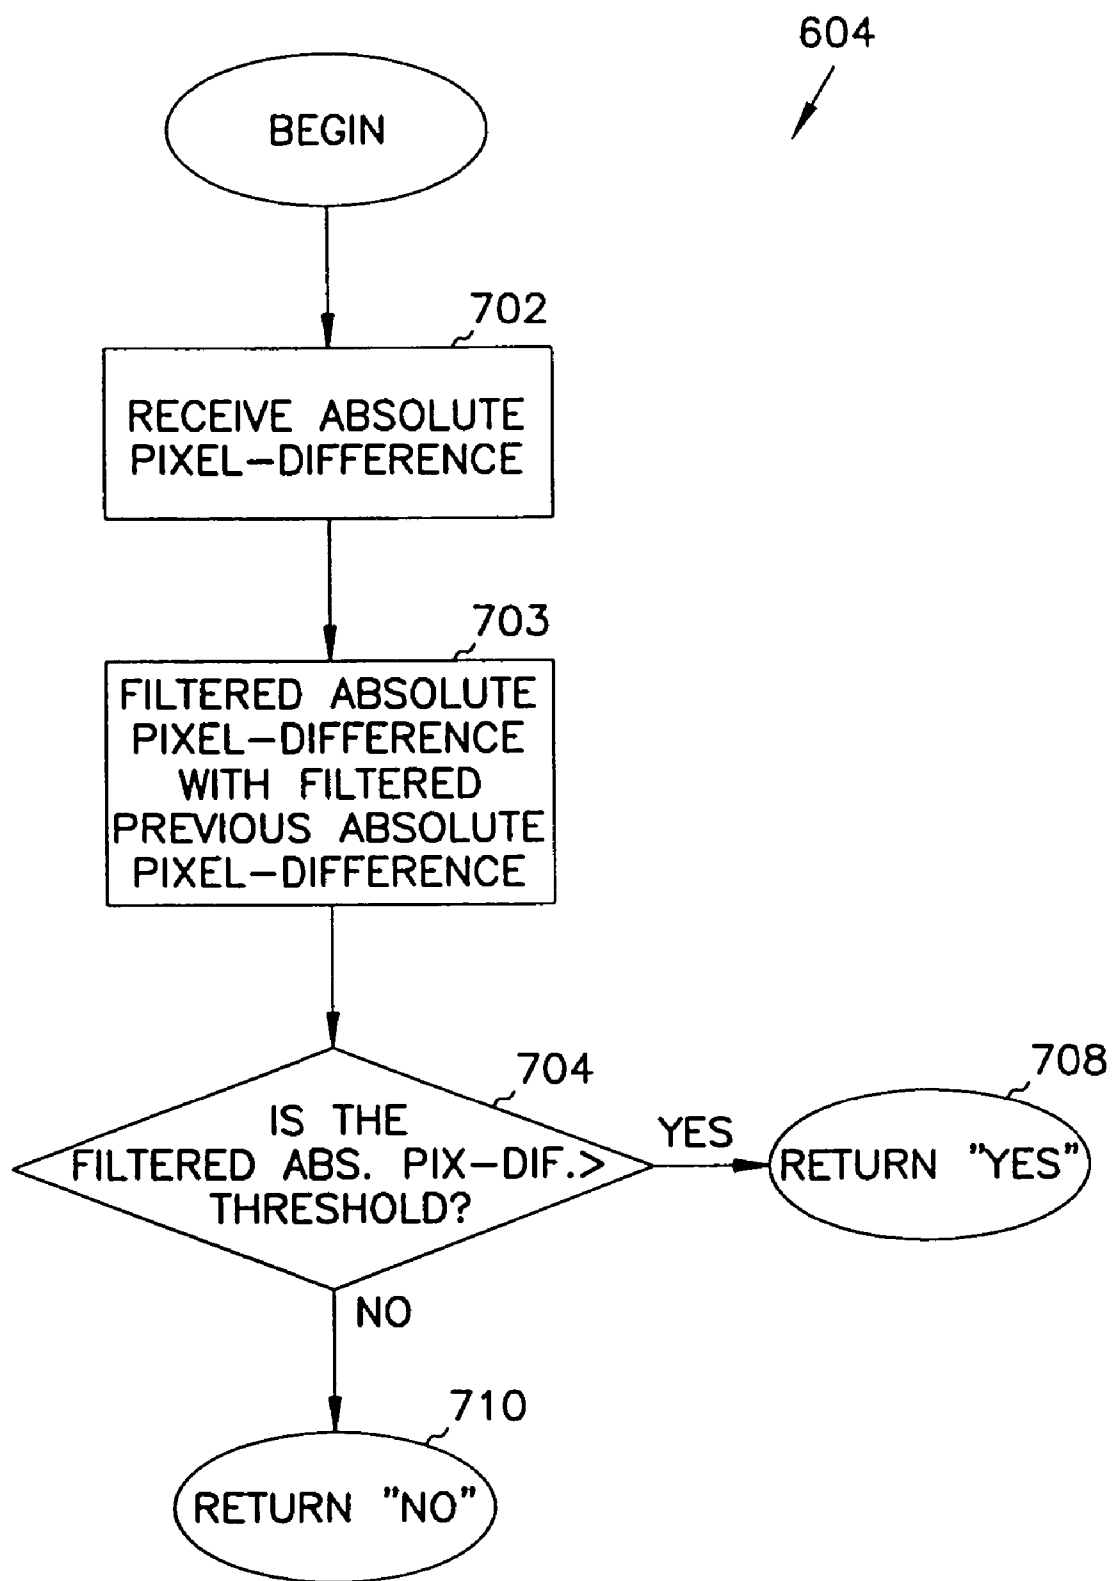 604
BEGIN
702
RECEIVE ABSOLUTE
PIXEL-DIFFERENCE
703
FILTERED ABSOLUTE
PIXEL-DIFFERENCE
WITH FILTERED
PREVIOUS ABSOLUTE
PIXEL-DIFFERENCE
704
IS THE
FILTERED ABS. PIX-DIF.>
THRESHOLD?
YES
708
RETURN "YES"
NO
710
RETURN "NO"